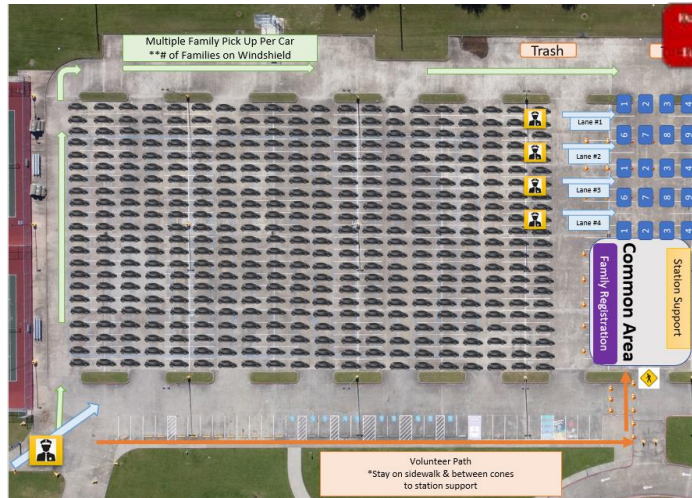 Multiple Family Pick Up Per Car
**# of Families on Windshield
Trash
Lane #1
1 2 3 4
Lane #2
6 7 8 9
Lane #3
1 2 3 4
Lane #4
6 7 8 9
1 2 3 4
Common Area
Family Registration
Station Support
Volunteer Path
*Stay on sidewalk & between cones
to station support